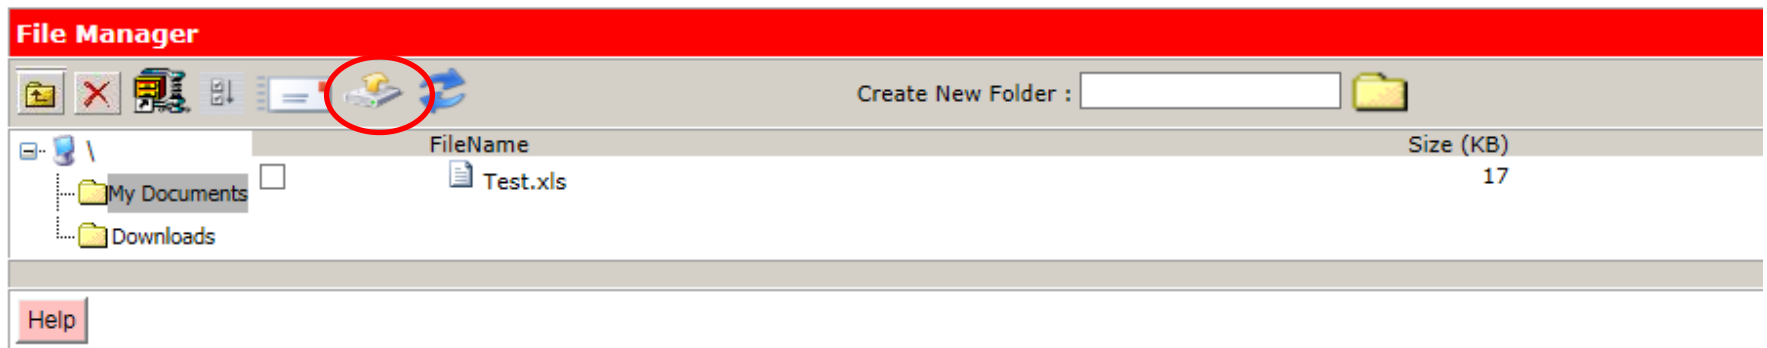 File Manager
Create New Folder :
\
FileName Size (KB)
My Documents
Test.xls 17
Downloads
Help